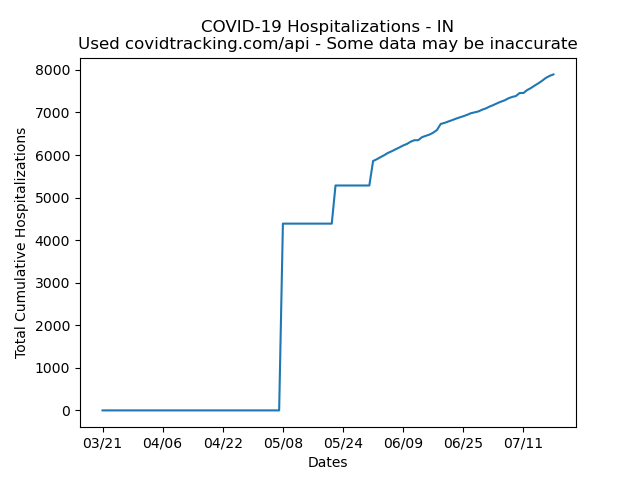 COVID-19 Hospitalizations - IN
Used covidtracking.com/api - Some data may be inaccurate
8000
7000
6000
5000
4000
3000
2000
1000
0
Total Cumulative Hospitalizations
03/21 04/06 04/22 05/08 05/24 06/09 06/25 07/11
Dates